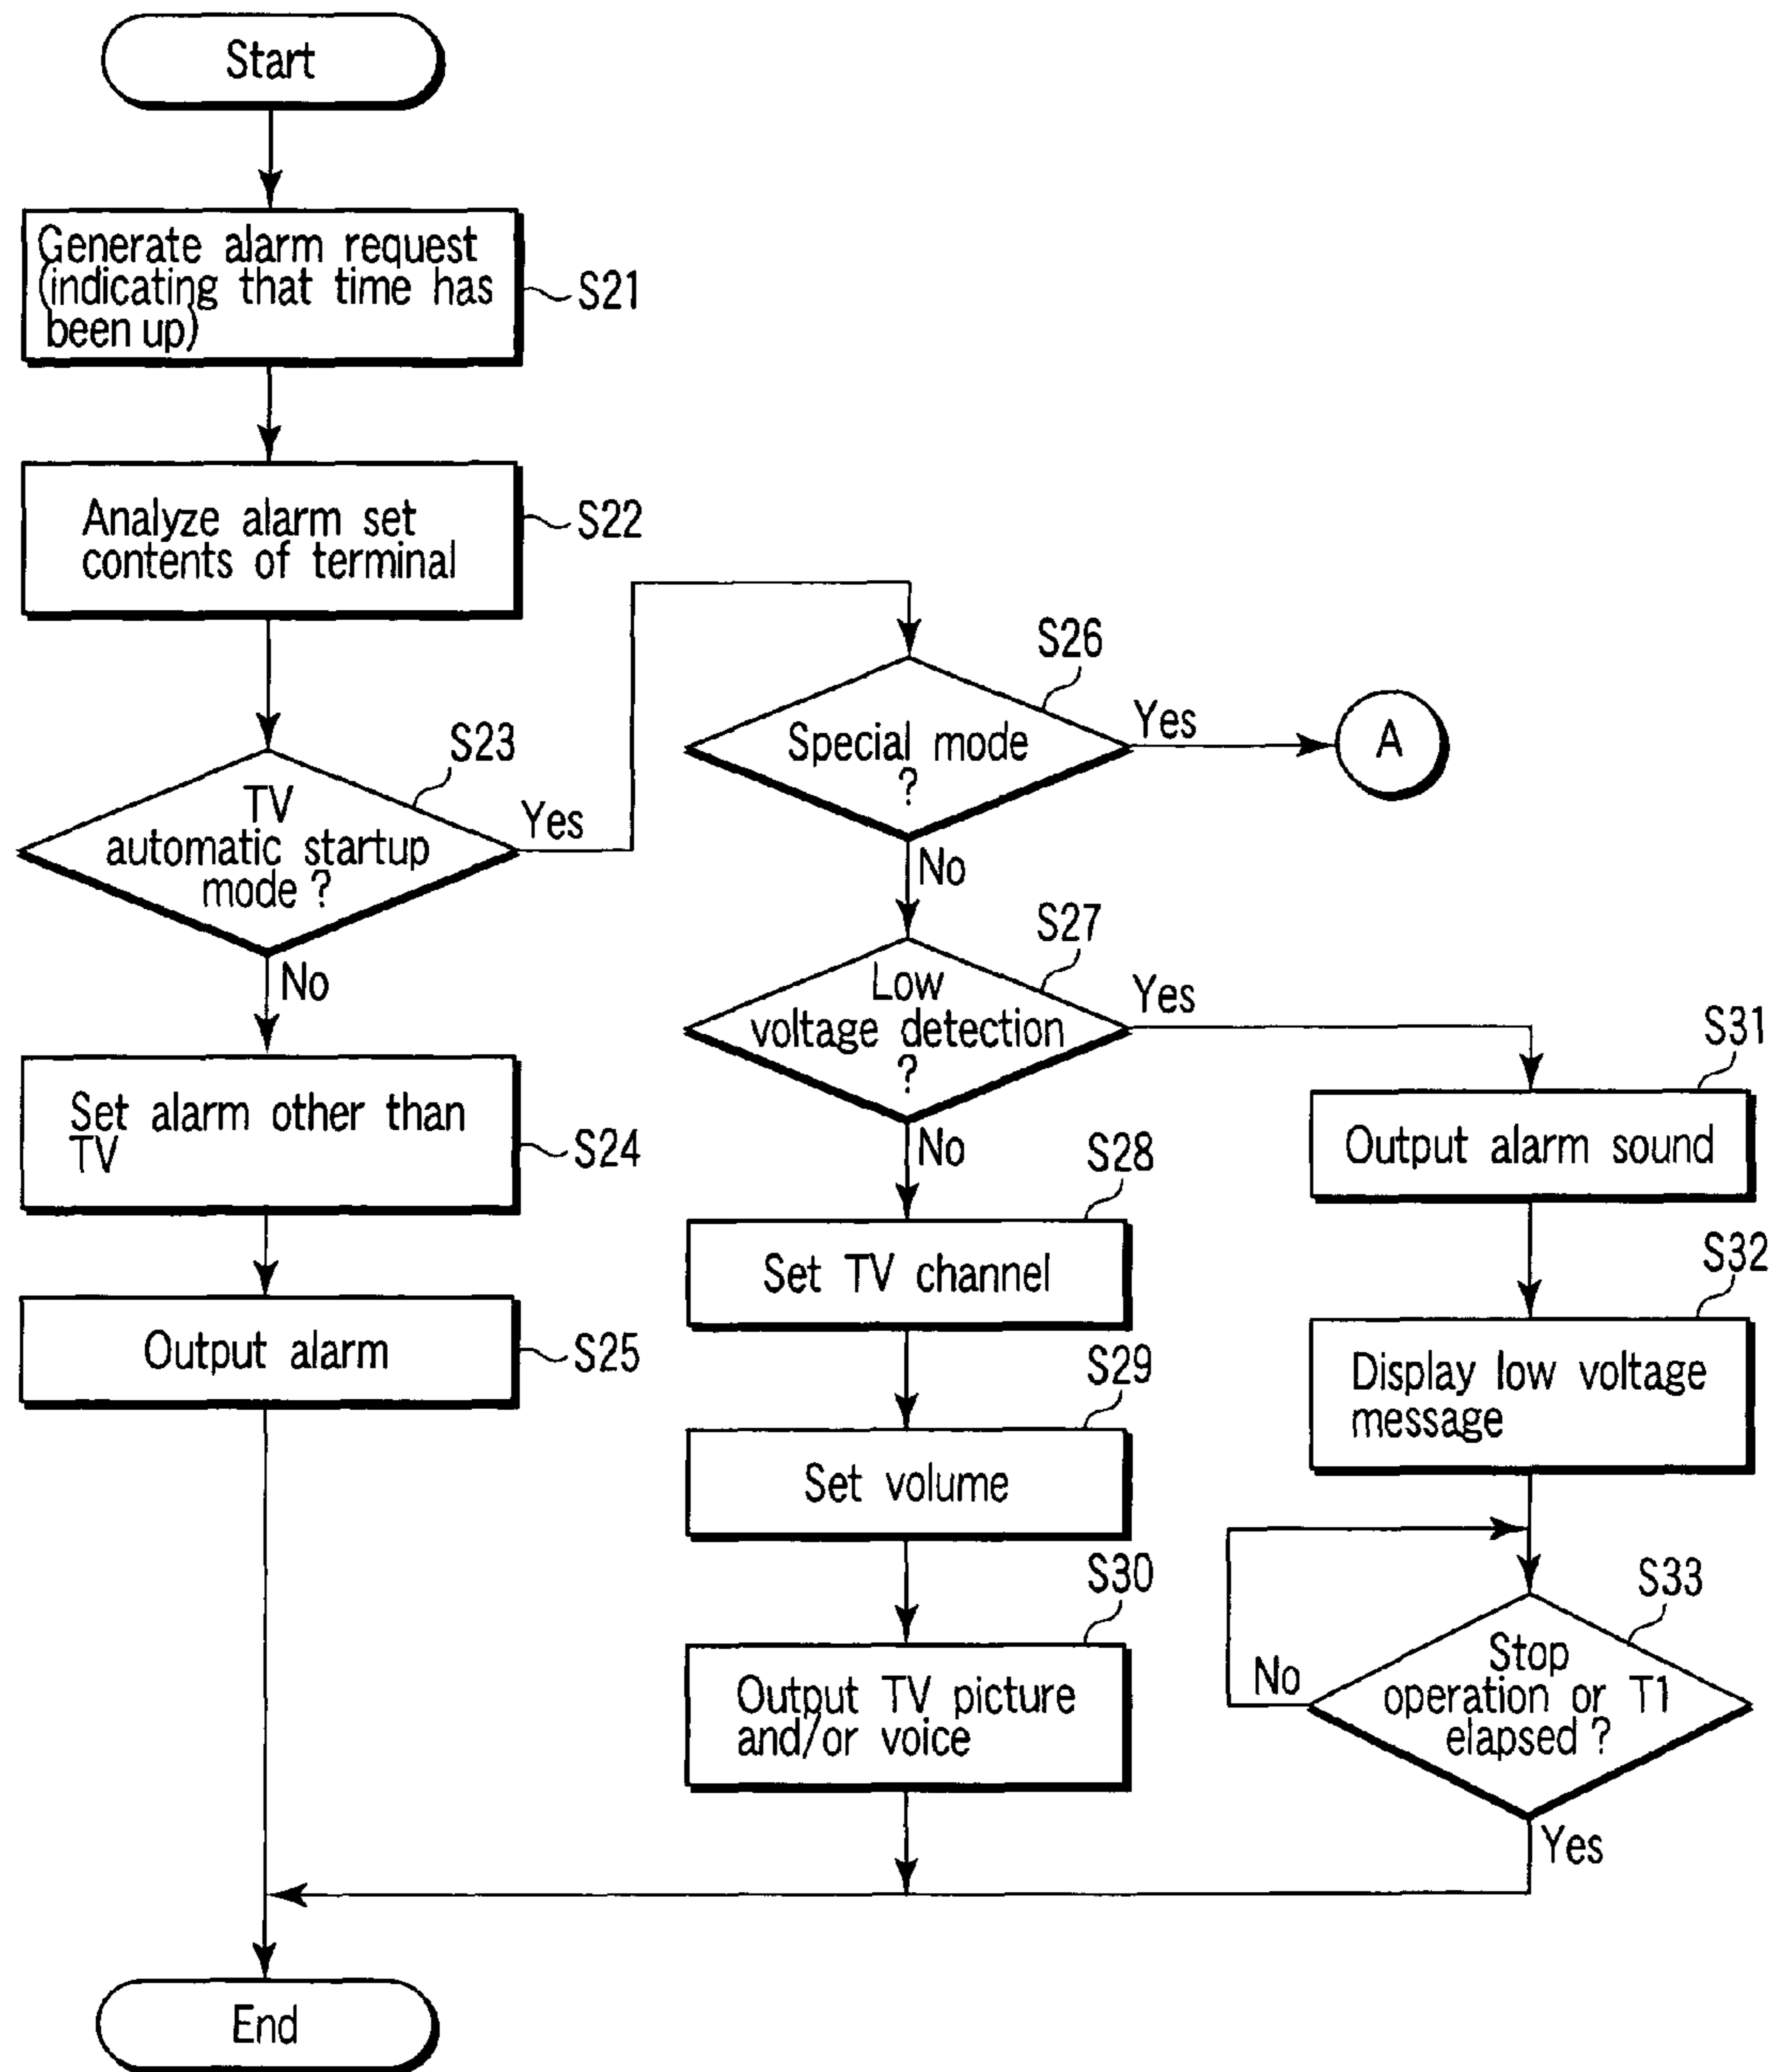 Start
Generate alarm request
(indicating that time has
been up)
S21
Analyze alarm set
contents of terminal
S22
S23
TV
automatic startup
mode ?
Yes
No
Set alarm other than
TV
S24
Output alarm
S25
S26
Special mode
?
Yes
A
No
S27
Low
voltage detection
?
Yes
No
S28
Set TV channel
S29
Set volume
S30
Output TV picture
and/or voice
S31
Output alarm sound
S32
Display low voltage
message
S33
Stop
operation or T1
elapsed ?
No
Yes
End